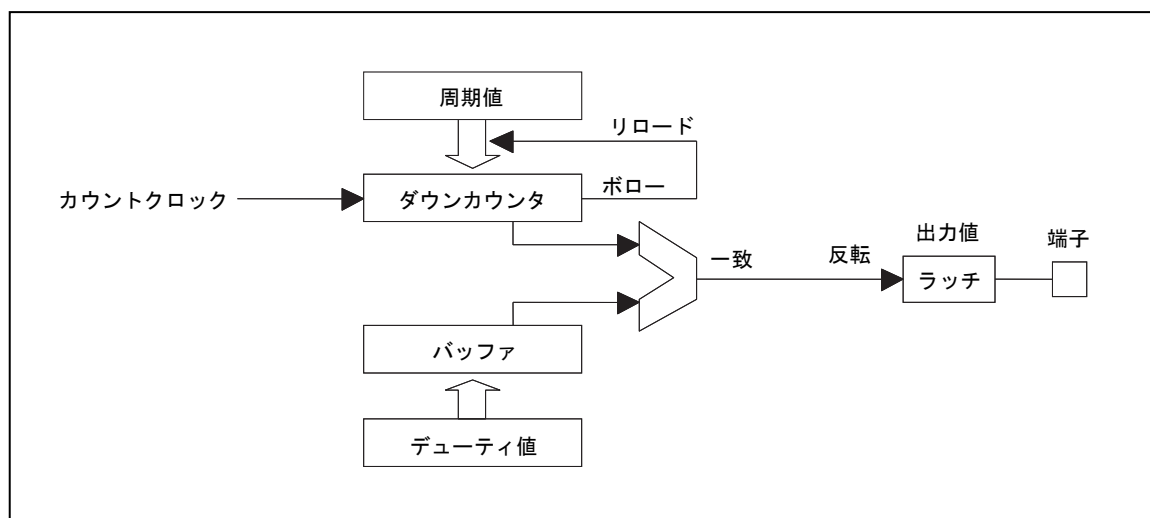 周期値
リロード
カウントクロック
ダウンカウンタ
ボロー
一致
反転
出力値
ラッチ
端子
バッファ
デューティ値